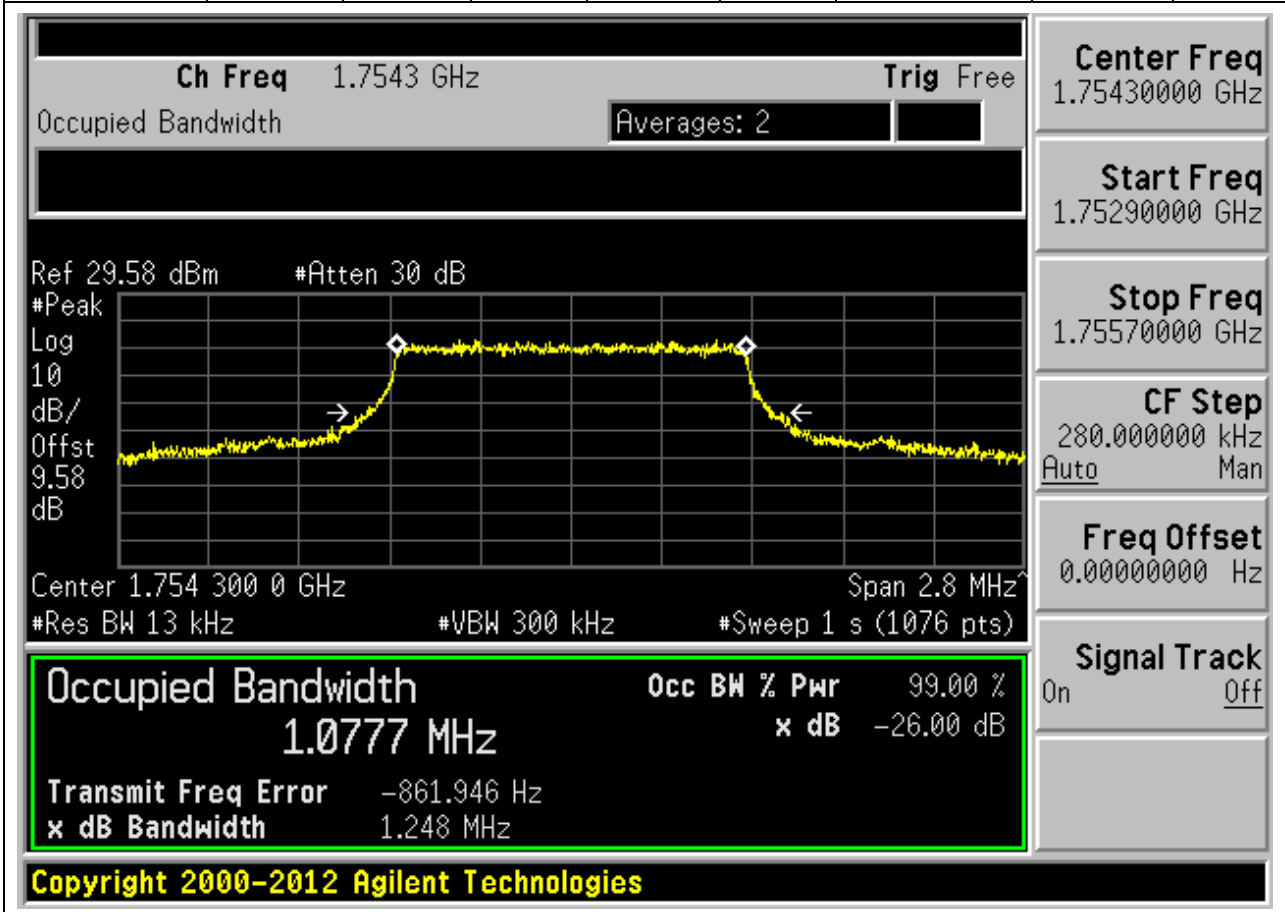 Ch Freq 1.7543 GHz Trig Free
Occupied Bandwidth Averages: 2
Ref 29.58 dBm #Atten 30 dB
#Peak
Log
10
dB/
Offst
9.58
dB
Center 1.754 300 0 GHz Span 2.8 MHz^
#Res BW 13 kHz #VBW 300 kHz #Sweep 1 s (1076 pts)
Occupied Bandwidth Occ BW % Pwr 99.00 %
1.0777 MHz x dB -26.00 dB
Transmit Freq Error -861.946 Hz
x dB Bandwidth 1.248 MHz
Copyright 2000-2012 Agilent Technologies
Center Freq
1.75430000 GHz
Start Freq
1.75290000 GHz
Stop Freq
1.75570000 GHz
CF Step
280.000000 kHz
Auto Man
Freq Offset
0.00000000 Hz
Signal Track
On Off